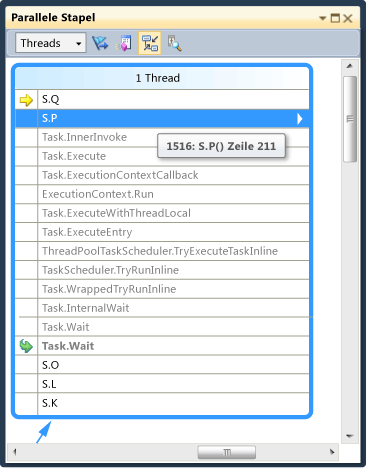 Parallele Stapel
Threads
1 Thread
S.Q
S.P
Task.InnerInvoke
1516: S.P() Zeile 211
Task.Execute
Task.ExecutionContextCallback
ExecutionContext.Run
Task.ExecuteWithThreadLocal
Task.ExecuteEntry
ThreadPoolTaskScheduler.TryExecuteTaskInline
TaskScheduler.TryRunInline
Task.WrappedTryRunInline
Task.InternalWait
Task.Wait
Task.Wait
S.O
S.L
S.K